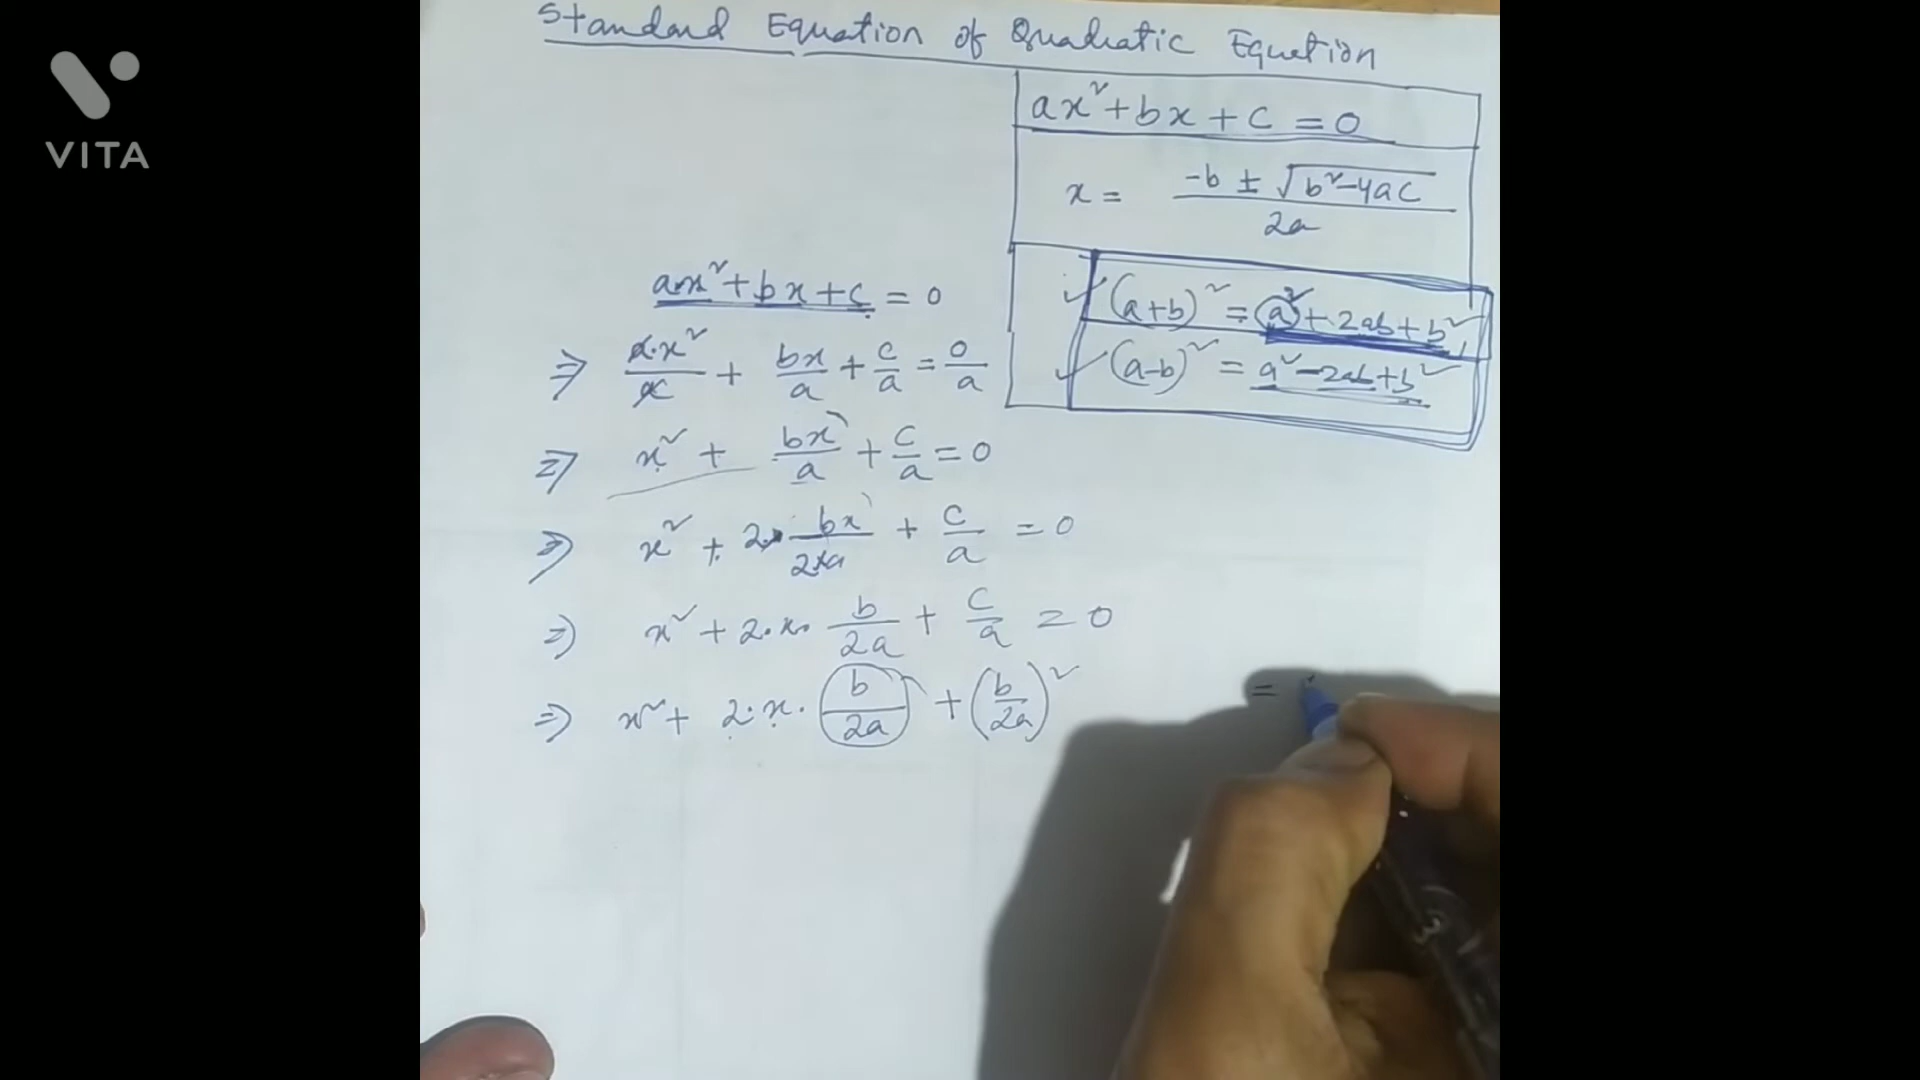 VITA
Standard Equation of Quadratic Equation
ax²+bx+c=0
x = (-b ± √(b²-4ac))/2a
(a+b)² = a²+2ab+b²
(a-b)² = a²-2ab+b²
ax²+bx+c=0
⇒ a·x²/a + bx/a + c/a = 0/a
⇒ x² + bx/a + c/a = 0
⇒ x² + 2·bx/2×a + c/a = 0
⇒ x² + 2·x·b/2a + c/a = 0
⇒ x² + 2·x·(b/2a) + (b/2a)² =